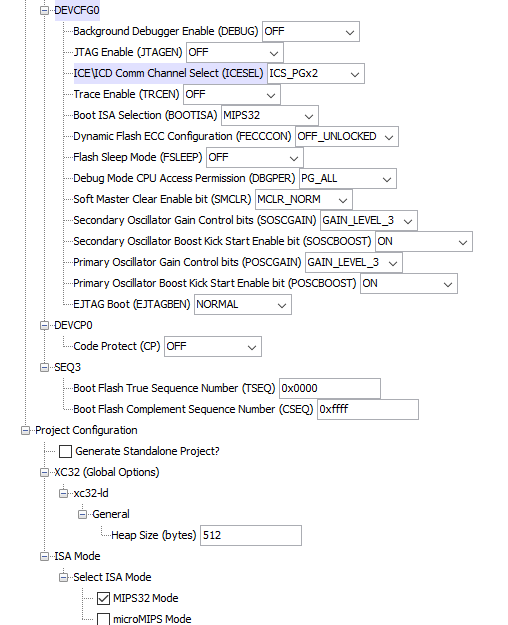 DEVCFG0
Background Debugger Enable (DEBUG) OFF
JTAG Enable (JTAGEN) OFF
ICE\ICD Comm Channel Select (ICESEL) ICS_PGx2
Trace Enable (TRCEN) OFF
Boot ISA Selection (BOOTISA) MIPS32
Dynamic Flash ECC Configuration (FECCCON) OFF_UNLOCKED
Flash Sleep Mode (FSLEEP) OFF
Debug Mode CPU Access Permission (DBGPER) PG_ALL
Soft Master Clear Enable bit (SMCLR) MCLR_NORM
Secondary Oscillator Gain Control bits (SOSCGAIN) GAIN_LEVEL_3
Secondary Oscillator Boost Kick Start Enable bit (SOSCBOOST) ON
Primary Oscillator Gain Control bits (POSCGAIN) GAIN_LEVEL_3
Primary Oscillator Boost Kick Start Enable bit (POSCBOOST) ON
EJTAG Boot (EJTAGBEN) NORMAL
DEVCP0
Code Protect (CP) OFF
SEQ3
Boot Flash True Sequence Number (TSEQ) 0x0000
Boot Flash Complement Sequence Number (CSEQ) 0xffff
Project Configuration
Generate Standalone Project?
XC32 (Global Options)
xc32-ld
General
Heap Size (bytes) 512
ISA Mode
Select ISA Mode
MIPS32 Mode
microMIPS Mode